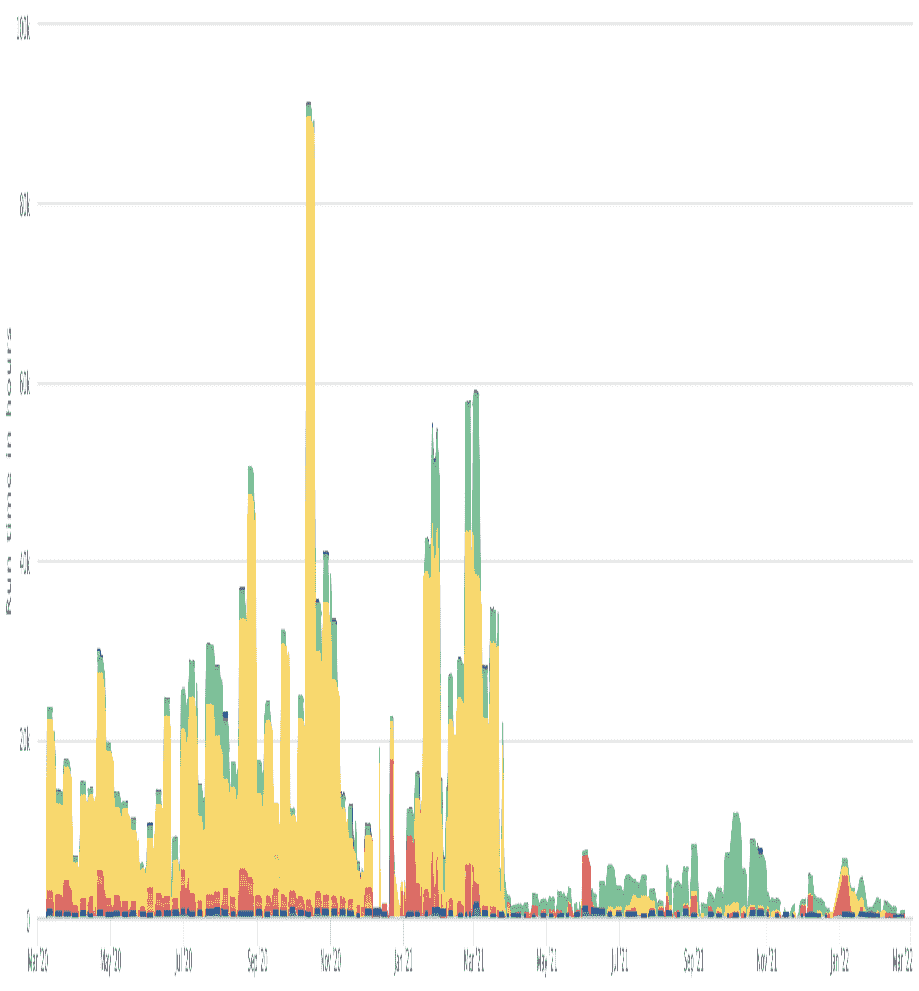 100k
80k
60k
40k
20k
0
Run time in hours
Mar '20
May '20
Jul '20
Sep '20
Nov '20
Jan '21
Mar '21
May '21
Jul '21
Sep '21
Nov '21
Jan '22
Mar '22